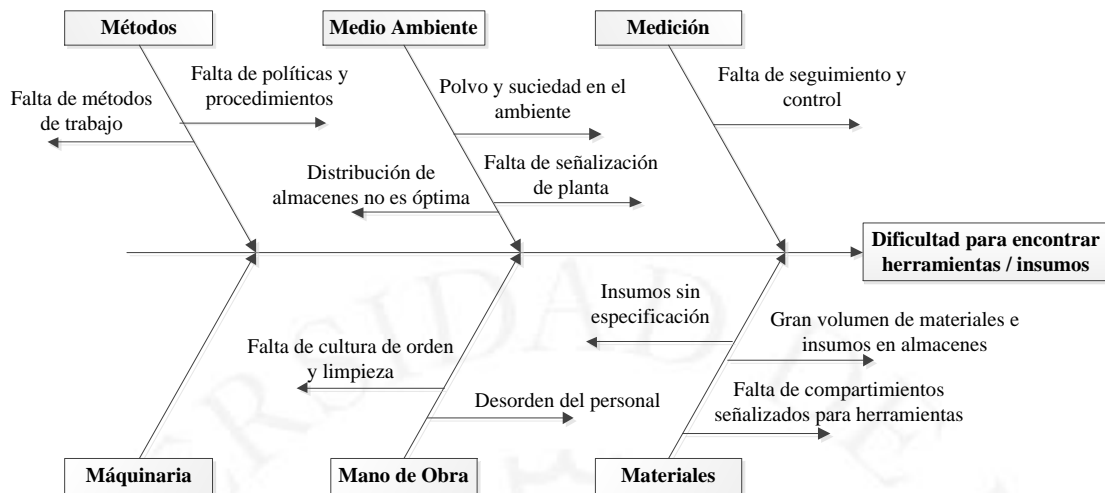 Métodos
Medio Ambiente
Medición
Falta de políticas y
procedimientos
Falta de métodos
de trabajo
Polvo y suciedad en el
ambiente
Falta de seguimiento y
control
Distribución de
almacenes no es óptima
Falta de señalización
de planta
Dificultad para encontrar
herramientas / insumos
Insumos sin
especificación
Gran volumen de materiales e
insumos en almacenes
Falta de cultura de orden
y limpieza
Desorden del personal
Falta de compartimientos
señalizados para herramientas
Máquinaria
Mano de Obra
Materiales